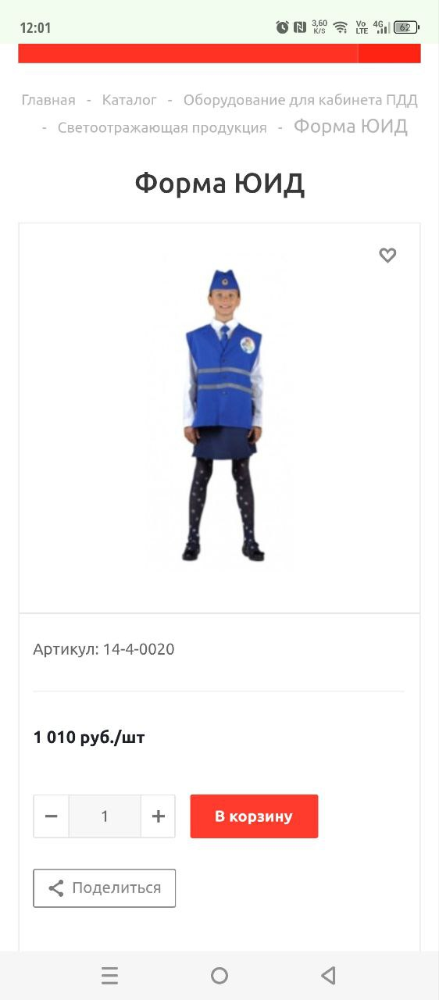 12:01
3,60
K/S
Vo
LTE
4G
62
Главная - Каталог - Оборудование для кабинета ПДД
- Светоотражающая продукция - Форма ЮИД
Форма ЮИД
Артикул: 14-4-0020
1 010 руб./шт
1
В корзину
Поделиться